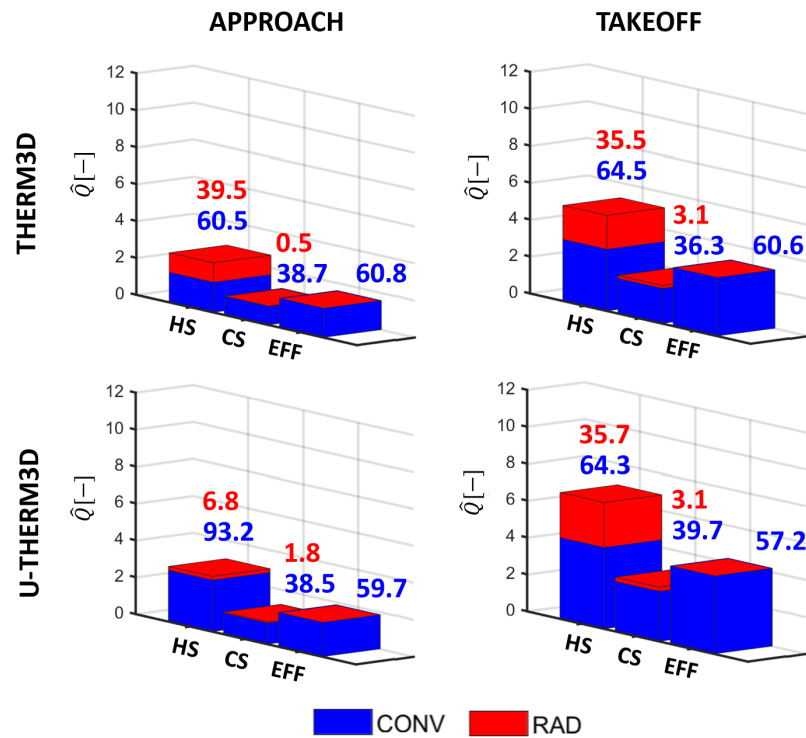 APPROACH
TAKEOFF
THERM3D
12
10
8
6
4
2
0
Q̂[−]
39.5
60.5
0.5
38.7
60.8
HS
CS
EFF
12
10
8
6
4
2
0
Q̂[−]
35.5
64.5
3.1
36.3
60.6
HS
CS
EFF
U-THERM3D
12
10
8
6
4
2
0
Q̂[−]
6.8
93.2
1.8
38.5
59.7
HS
CS
EFF
12
10
8
6
4
2
0
Q̂[−]
35.7
64.3
3.1
39.7
57.2
HS
CS
EFF
CONV
RAD